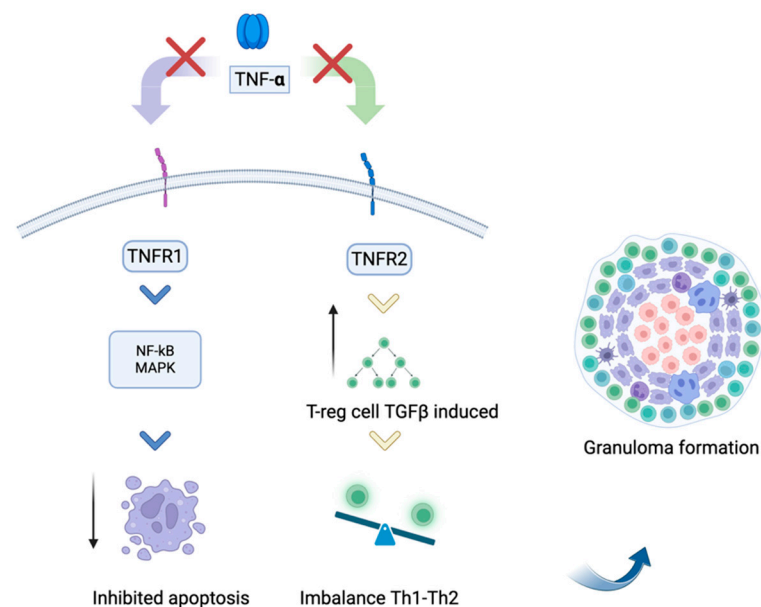 TNF-α
TNFR1
TNFR2
NF-kB
MAPK
T-reg cell TGFβ induced
Granuloma formation
Inhibited apoptosis
Imbalance Th1-Th2